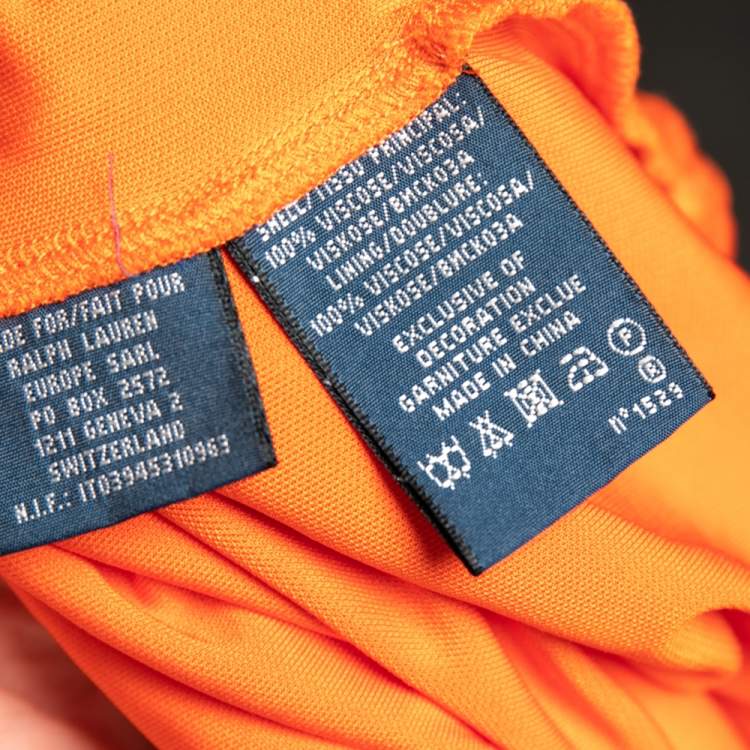 ADE FOR/FAIT POUR
RALPH LAUREN
EUROPE SARL
PO BOX 2572
1211 GENEVA 2
SWITZERLAND
N.I.F.: IT03945310963
SHELL/TISSU PRINCIPAL:
100% VISCOSE/VISCOSA/
VISKOSE/ВИСКОЗА
LINING/DOUBLURE:
100% VISCOSE/VISCOSA/
VISKOSE/ВИСКОЗА
EXCLUSIVE OF
DECORATION
GARNITURE EXCLUE
MADE IN CHINA
P
®
n°1529